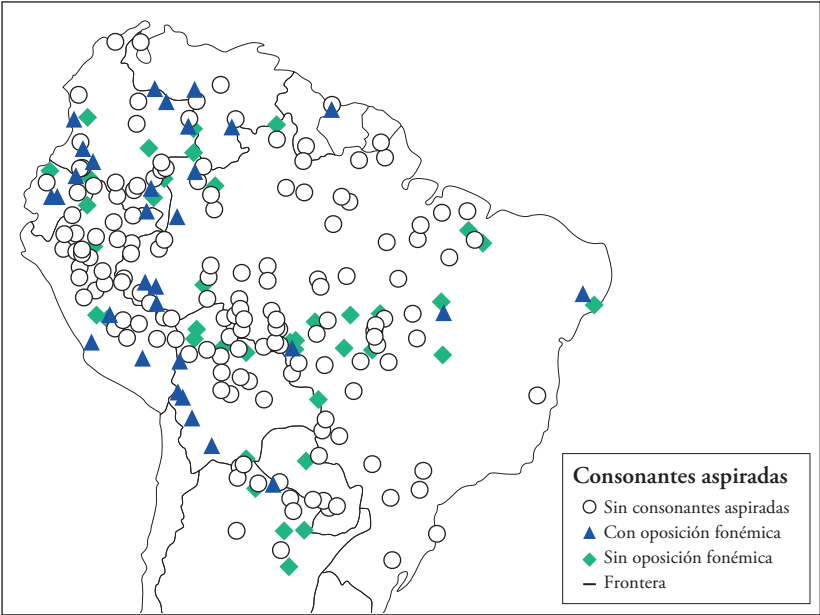 Consonantes aspiradas
Sin consonantes aspiradas
Con oposición fonémica
Sin oposición fonémica
Frontera